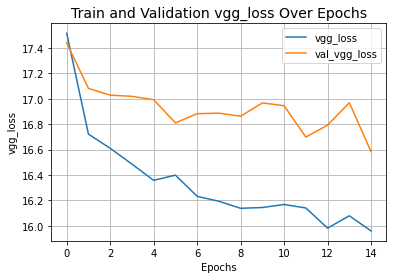 Train and Validation vgg_loss Over Epochs
vgg_loss
val_vgg_loss
vgg_loss
17.4
17.2
17.0
16.8
16.6
16.4
16.2
16.0
0 2 4 6 8 10 12 14
Epochs